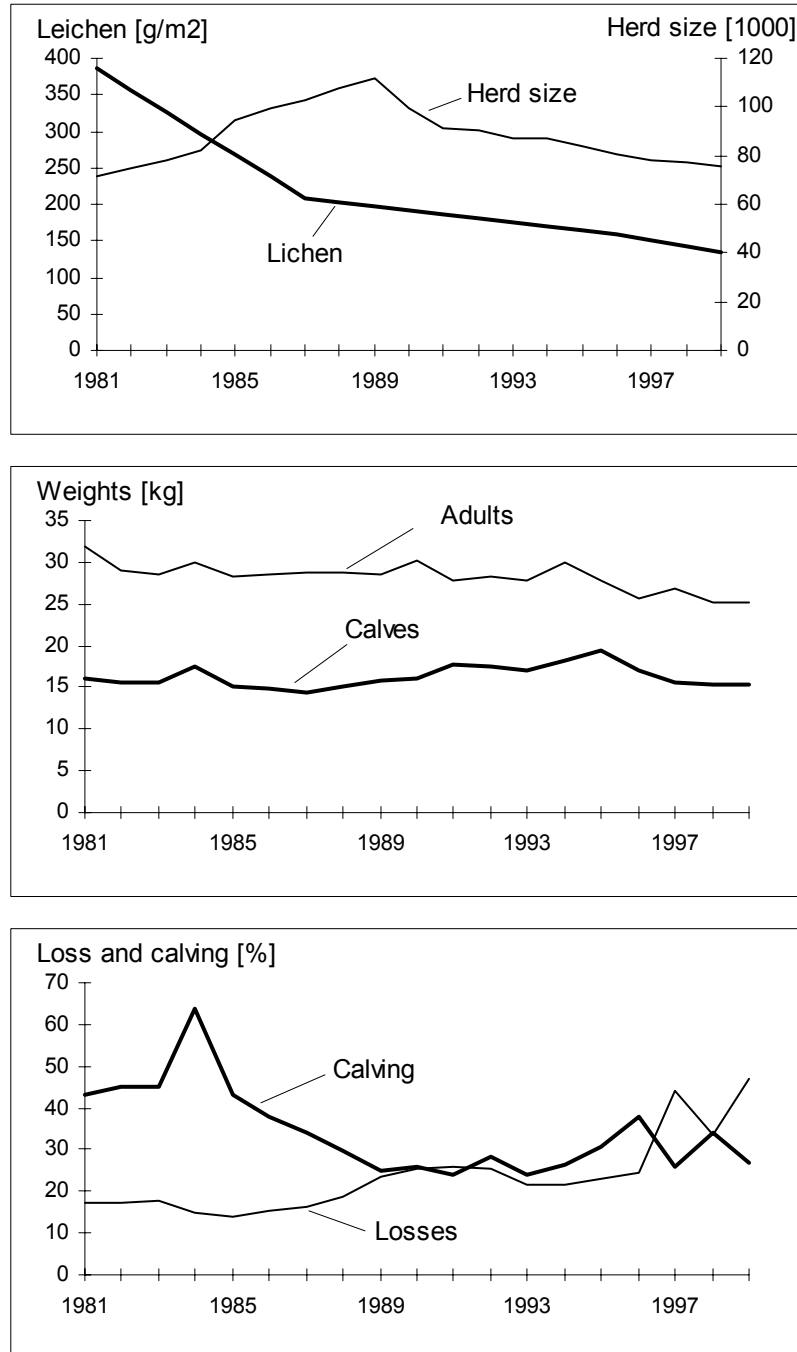 Leichen [g/m2] Herd size [1000]
400 120
350
300 100
250 80
200 60
150
100 40
50 20
0 0
Herd size
Lichen
1981 1985 1989 1993 1997
Weights [kg]
35
30
25
20
15
10
5
0
Adults
Calves
1981 1985 1989 1993 1997
Loss and calving [%]
70
60
50
40
30
20
10
0
Calving
Losses
1981 1985 1989 1993 1997